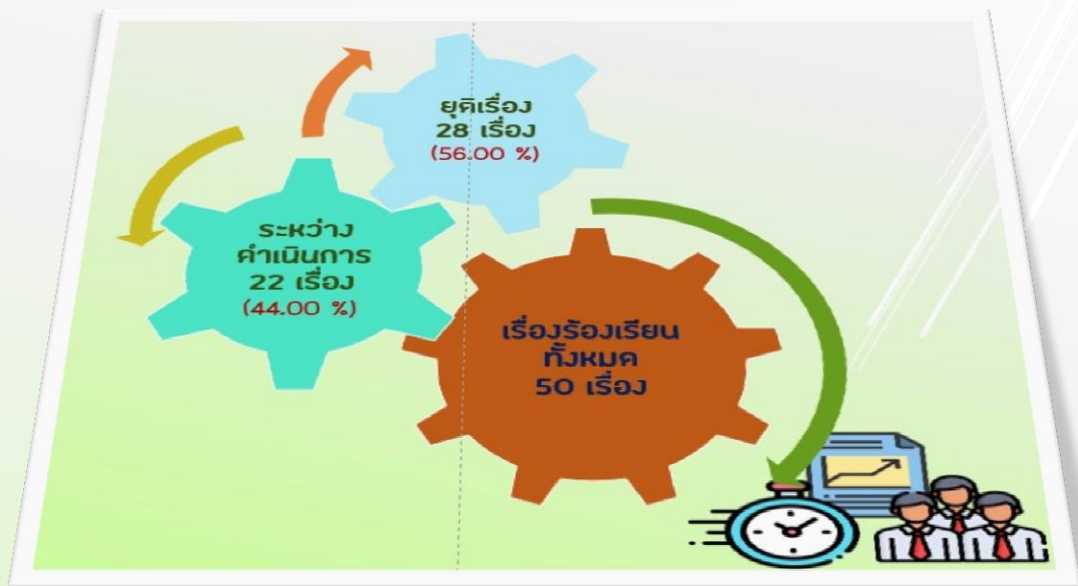 ยุติเรื่อง
28 เรื่อง
(56.00 %)
ระหว่าง
ดำเนินการ
22 เรื่อง
(44.00 %)
เรื่องร้องเรียน
ทั้งหมด
50 เรื่อง